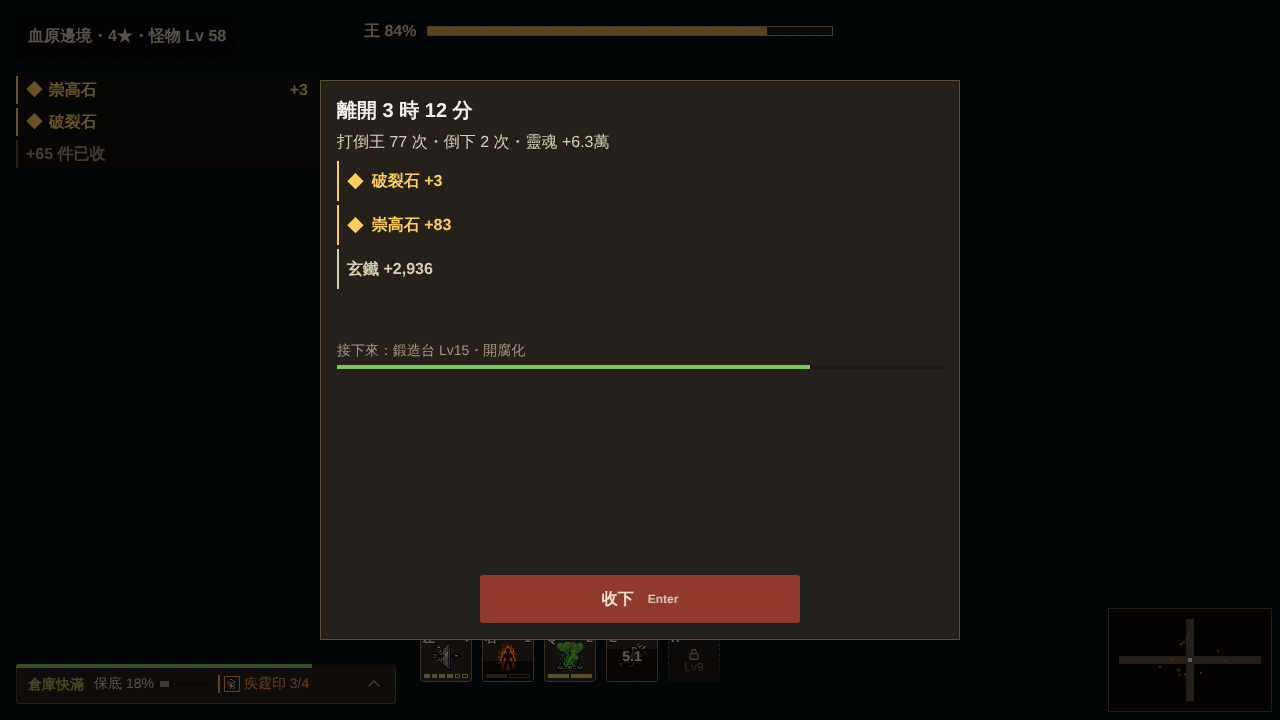 血原邊境・4★・怪物 Lv 58
王 84%
崇高石 +3
破裂石
+65 件已收
離開 3 時 12 分
打倒王 77 次・倒下 2 次・靈魂 +6.3萬
破裂石 +3
崇高石 +83
玄鐵 +2,936
接下來：鍛造台 Lv15・開腐化
收下 Enter
5.1
Lv9
倉庫快滿 保底 18% 疾霆印 3/4